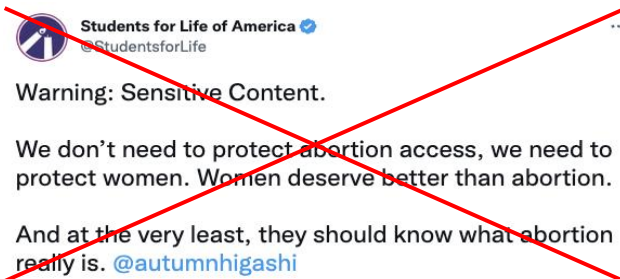 Students for Life of America
@StudentsforLife
Warning: Sensitive Content.
We don’t need to protect abortion access, we need to
protect women. Women deserve better than abortion.
And at the very least, they should know what abortion
really is. @autumnhigashi